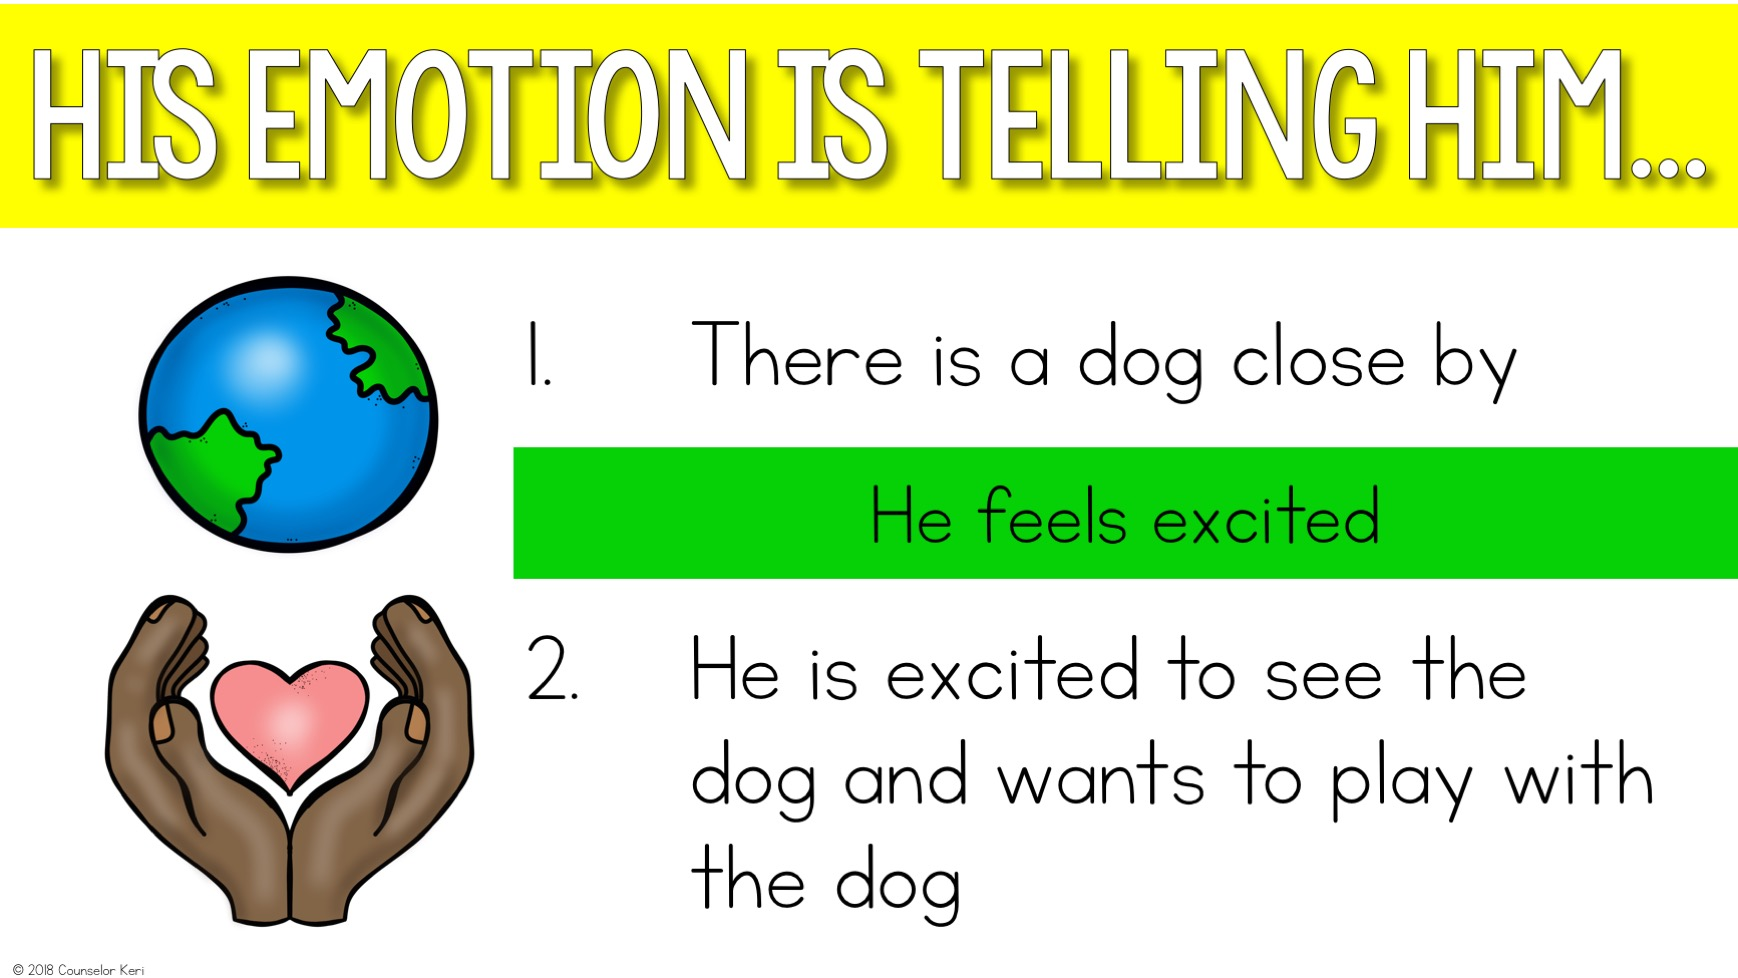 HIS EMOTION IS TELLING HIM...
1. There is a dog close by
He feels excited
2. He is excited to see the
dog and wants to play with
the dog
© 2018 Counselor Keri